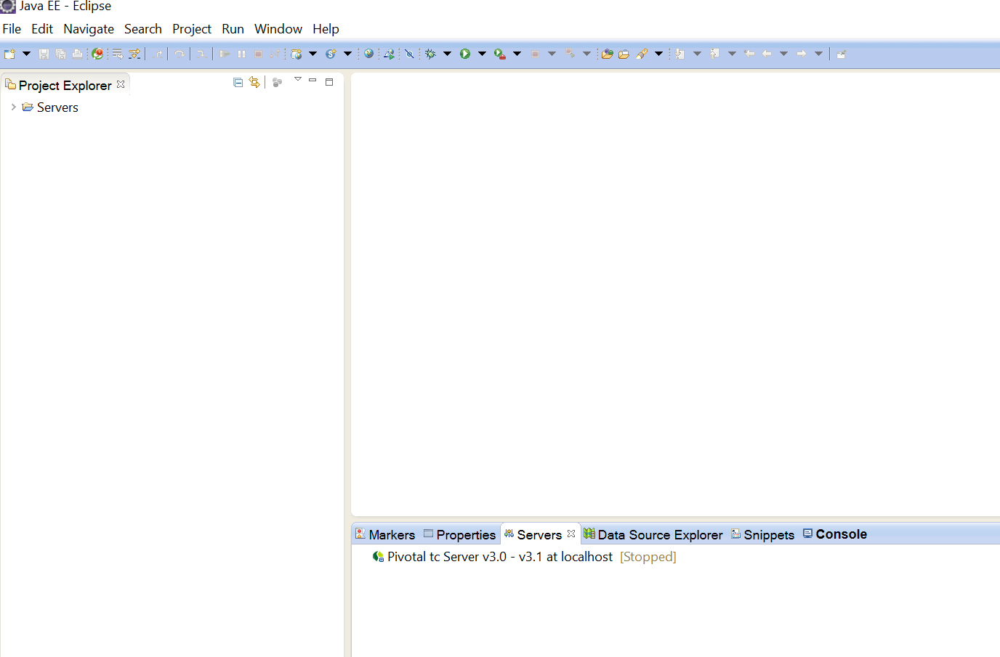 Java EE - Eclipse
File Edit Navigate Search Project Run Window Help
Project Explorer
Servers
Markers Properties Servers Data Source Explorer Snippets Console
Pivotal tc Server v3.0 - v3.1 at localhost [Stopped]